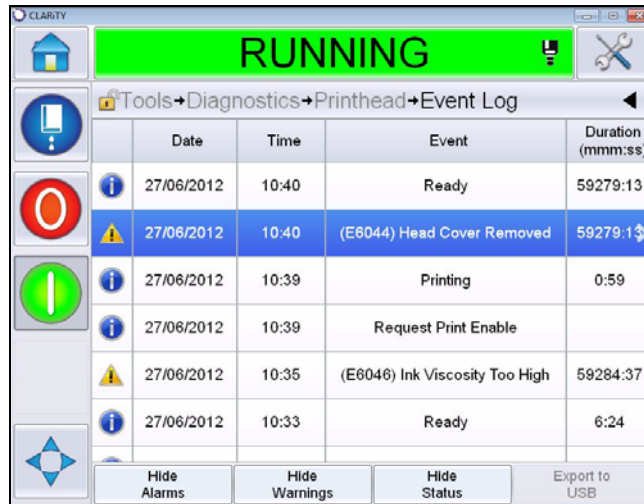 CLARiTY
RUNNING
Tools→Diagnostics→Printhead→Event Log
Date Time Event Duration (mmm:ss)
27/06/2012 10:40 Ready 59279:13
27/06/2012 10:40 (E6044) Head Cover Removed 59279:13
27/06/2012 10:39 Printing 0:59
27/06/2012 10:39 Request Print Enable
27/06/2012 10:35 (E6046) Ink Viscosity Too High 59284:37
27/06/2012 10:33 Ready 6:24
Hide Alarms
Hide Warnings
Hide Status
Export to USB